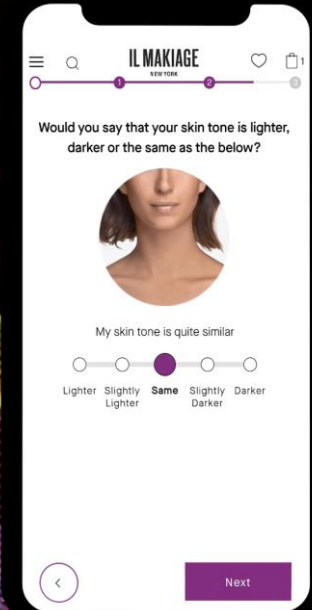 IL MAKIAGE
NEW YORK
1
1
2
3
Would you say that your skin tone is lighter,
darker or the same as the below?
My skin tone is quite similar
Lighter Slightly Lighter Same Slightly Darker Darker
Next